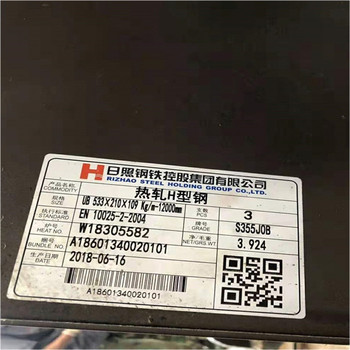 日照钢铁控股集团有限公司
RIZHAO STEEL HOLDING GROUP CO.,LTD.
产品名称 COMMODITY 热轧H型钢
规格 SIZE UB 533×210×109 Kg/m-12000mm 支数 PCS 3
执行标准 STANDARD EN 10025-2-2004 牌号 GRADE S355J0B
炉号 HEAT NO. W18305582 净/毛重 NET/GRS WT 3.924
捆号 BUNDLE NO. A18601340020101
生产日期 2018-06-16
A18601340020101